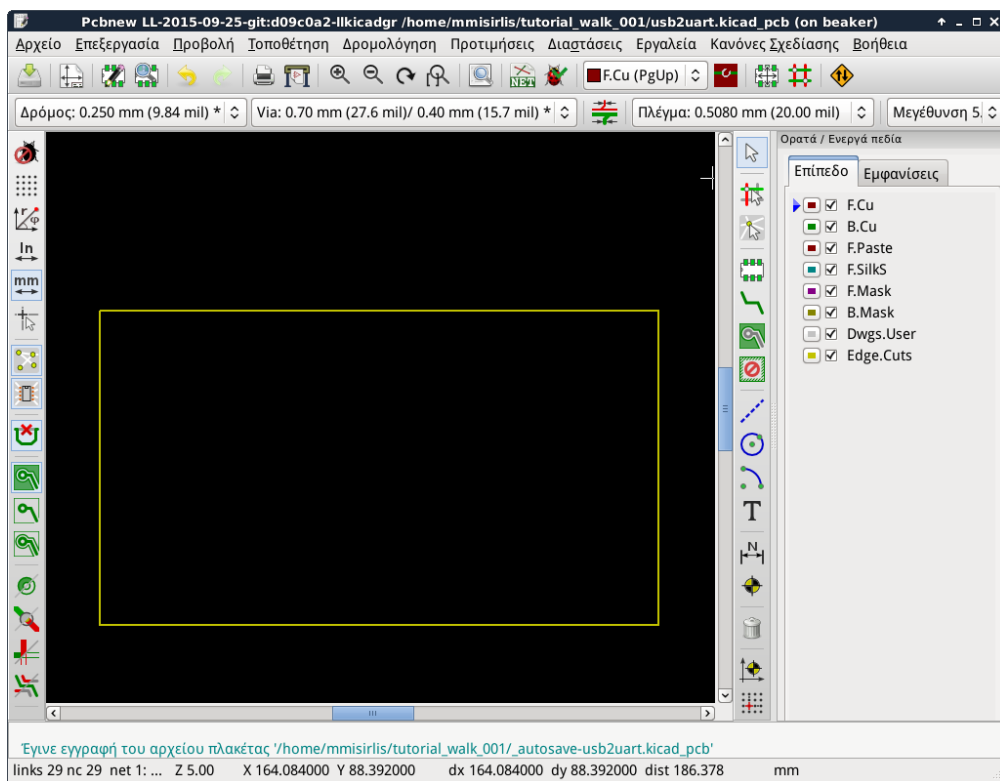 Pcbnew LL-2015-09-25-git:d09c0a2-llkicadgr /home/mmisirlis/tutorial_walk_001/usb2uart.kicad_pcb (on beaker)
Αρχείο Επεξεργασία Προβολή Τοποθέτηση Δρομολόγηση Προτιμήσεις Διαστάσεις Εργαλεία Κανόνες Σχεδίασης Βοήθεια
NET F.Cu (PgUp)
Δρόμος: 0.250 mm (9.84 mil) * Via: 0.70 mm (27.6 mil)/ 0.40 mm (15.7 mil) * Πλέγμα: 0.5080 mm (20.00 mil) Μεγέθυνση 5.
Ορατά / Ενεργά πεδία
Επίπεδο Εμφανίσεις
F.Cu
B.Cu
F.Paste
F.SilkS
F.Mask
B.Mask
Dwgs.User
Edge.Cuts
r φ
In
mm
T
N
Έγινε εγγραφή του αρχείου πλακέτας '/home/mmisirlis/tutorial_walk_001/_autosave-usb2uart.kicad_pcb'
links 29 nc 29 net 1: ... Z 5.00 X 164.084000 Y 88.392000 dx 164.084000 dy 88.392000 dist 186.378 mm